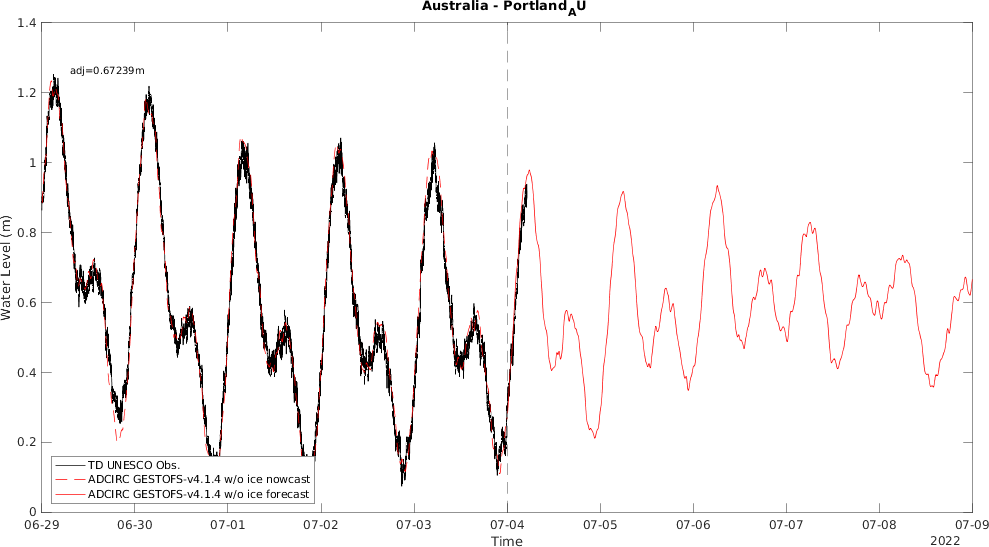 Australia - Portland_AU
adj=0.67239m
1.4
1.2
1
0.8
0.6
0.4
0.2
0
Water Level (m)
TD UNESCO Obs.
ADCIRC GESTOFS-v4.1.4 w/o ice nowcast
ADCIRC GESTOFS-v4.1.4 w/o ice forecast
06-29 06-30 07-01 07-02 07-03 07-04 07-05 07-06 07-07 07-08 07-09
Time
2022